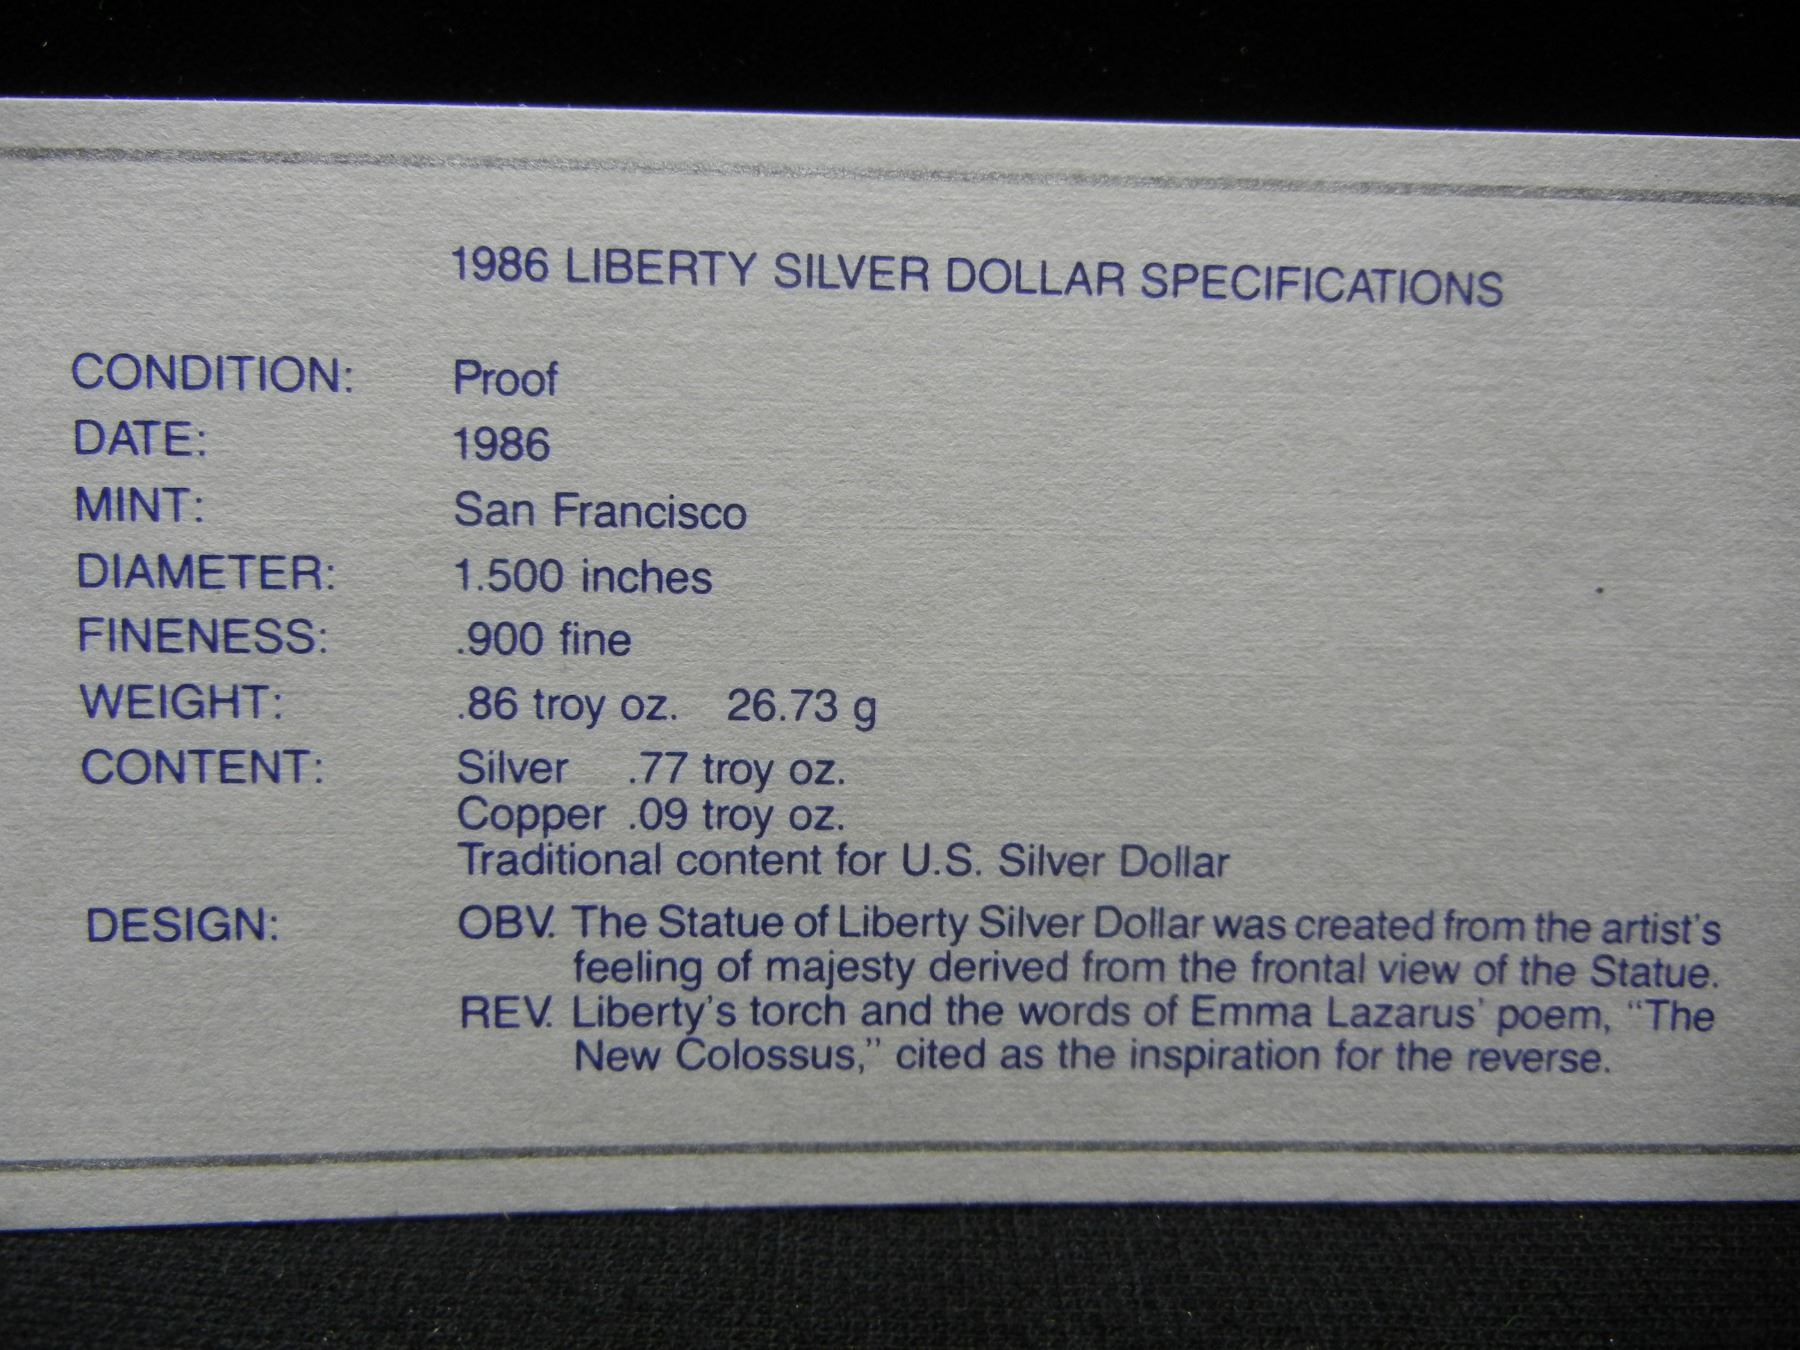 1986 LIBERTY SILVER DOLLAR SPECIFICATIONS
CONDITION: Proof
DATE: 1986
MINT: San Francisco
DIAMETER: 1.500 inches
FINENESS: .900 fine
WEIGHT: .86 troy oz. 26.73 g
CONTENT: Silver .77 troy oz.
Copper .09 troy oz.
Traditional content for U.S. Silver Dollar
DESIGN: OBV. The Statue of Liberty Silver Dollar was created from the artist's
feeling of majesty derived from the frontal view of the Statue.
REV. Liberty's torch and the words of Emma Lazarus' poem, “The
New Colossus,” cited as the inspiration for the reverse.